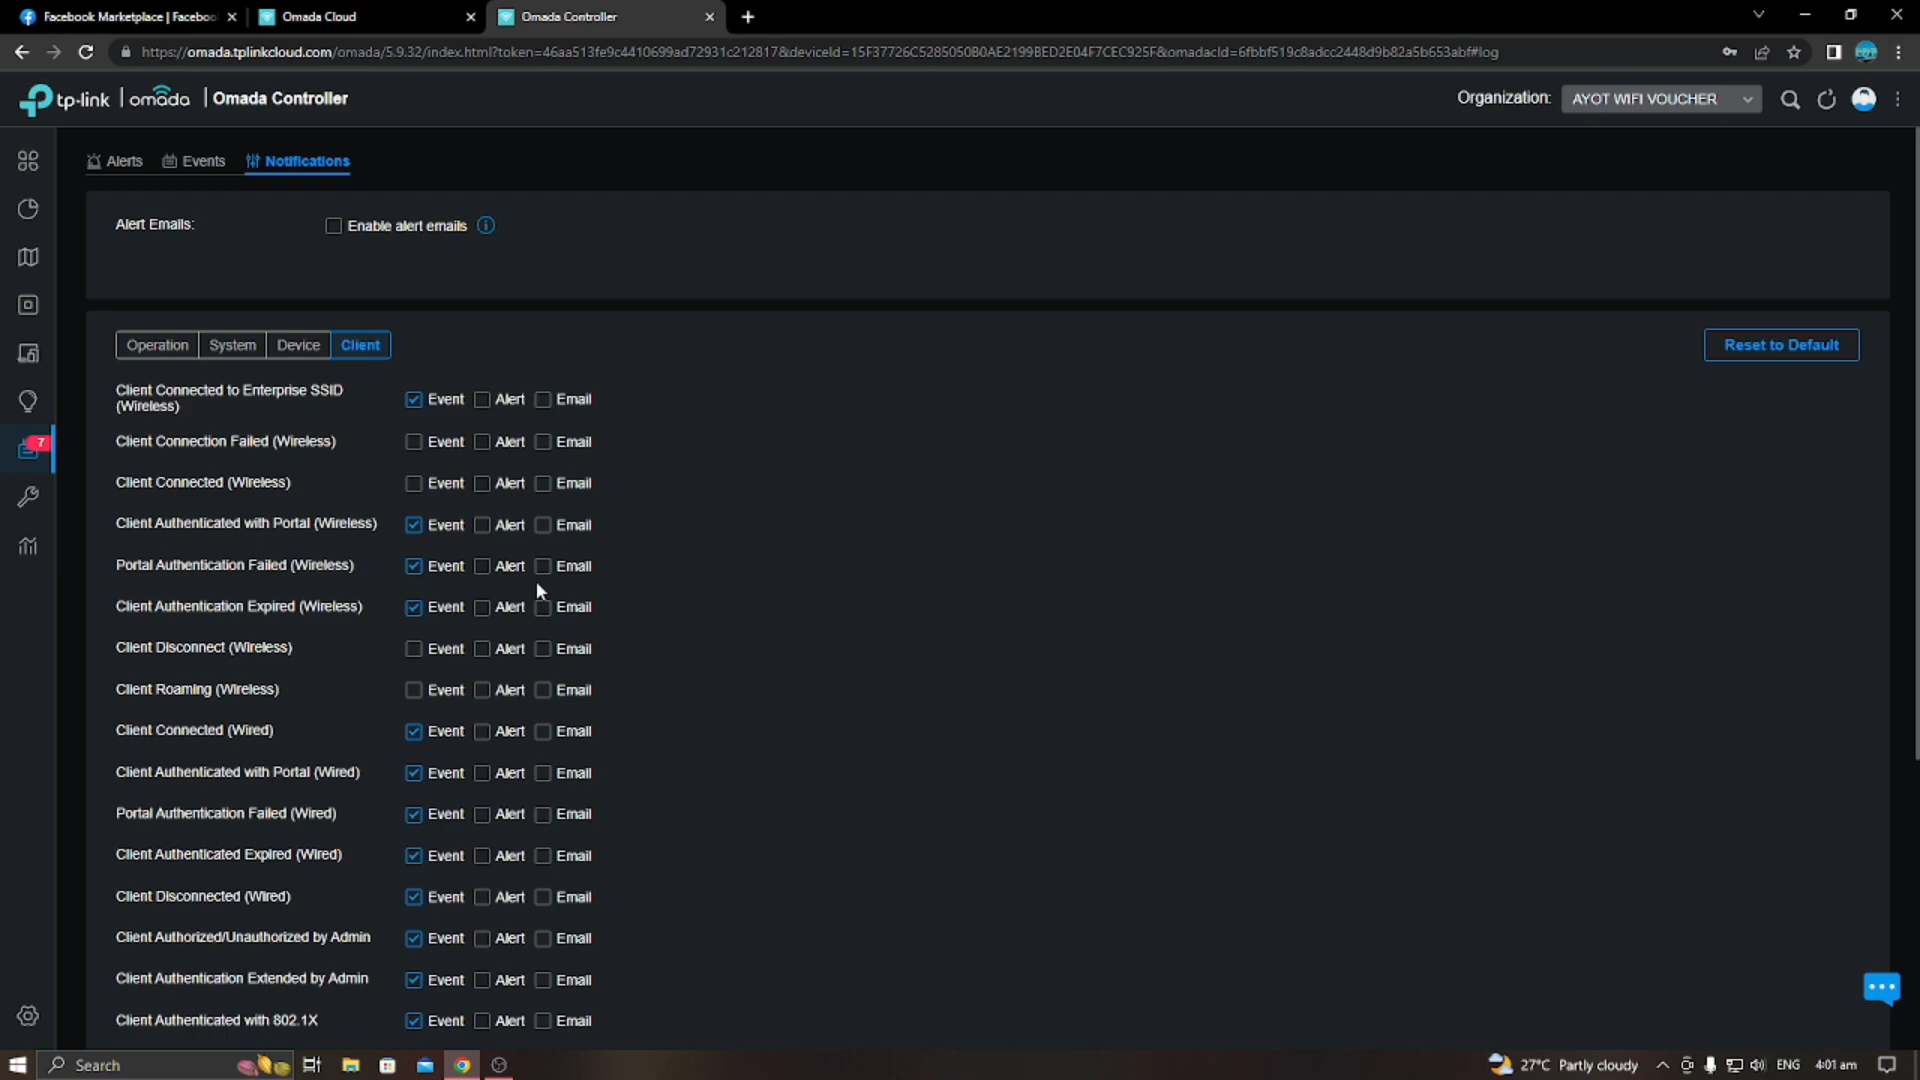 Facebook Marketplace | Faceboo
Omada Cloud
Omada Controller
https://omada.tplinkcloud.com/omada/5.9.32/index.html?token=46aa513fe9c4410699ad72931c212817&deviceId=15F37726C5285050B0AE2199BED2E04F7CEC925F&omadacId=6fbbf519c8adcc2448d9b82a5b653abf#log
tp-link | omada | Omada Controller
Organization: AYOT WIFI VOUCHER
Alerts Events Notifications
Alert Emails: Enable alert emails
Operation System Device Client
Reset to Default
Client Connected to Enterprise SSID
(Wireless)
Event Alert Email
Client Connection Failed (Wireless) Event Alert Email
Client Connected (Wireless) Event Alert Email
Client Authenticated with Portal (Wireless) Event Alert Email
Portal Authentication Failed (Wireless) Event Alert Email
Client Authentication Expired (Wireless) Event Alert Email
Client Disconnect (Wireless) Event Alert Email
Client Roaming (Wireless) Event Alert Email
7
Client Connected (Wired) Event Alert Email
Client Authenticated with Portal (Wired) Event Alert Email
Portal Authentication Failed (Wired) Event Alert Email
Client Authenticated Expired (Wired) Event Alert Email
Client Disconnected (Wired) Event Alert Email
Client Authorized/Unauthorized by Admin Event Alert Email
Client Authentication Extended by Admin Event Alert Email
Client Authenticated with 802.1X Event Alert Email
Search
27°C Partly cloudy
ENG
4:01 am